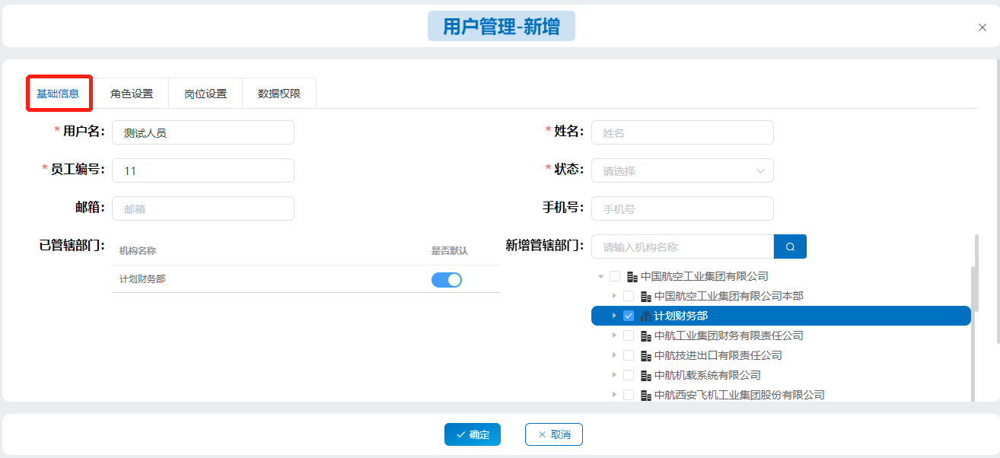 用户管理-新增
基础信息 角色设置 岗位设置 数据权限
* 用户名： 测试人员 * 姓名： 姓名
* 员工编号： 11 * 状态： 请选择
邮箱： 邮箱 手机号： 手机号
已管辖部门： 机构名称 是否默认 新增管辖部门： 请输入机构名称
计划财务部
中国航空工业集团有限公司
中国航空工业集团有限公司本部
计划财务部
中航工业集团财务有限责任公司
中航技进出口有限责任公司
中航机载系统有限公司
中航西安飞机工业集团股份有限公司
确定 取消